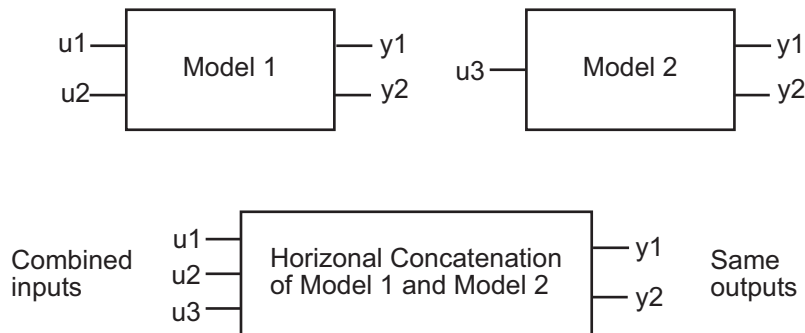 u1
u2
Model 1
y1
y2
u3
Model 2
y1
y2
Combined
inputs
u1
u2
u3
Horizonal Concatenation
of Model 1 and Model 2
y1
y2
Same
outputs